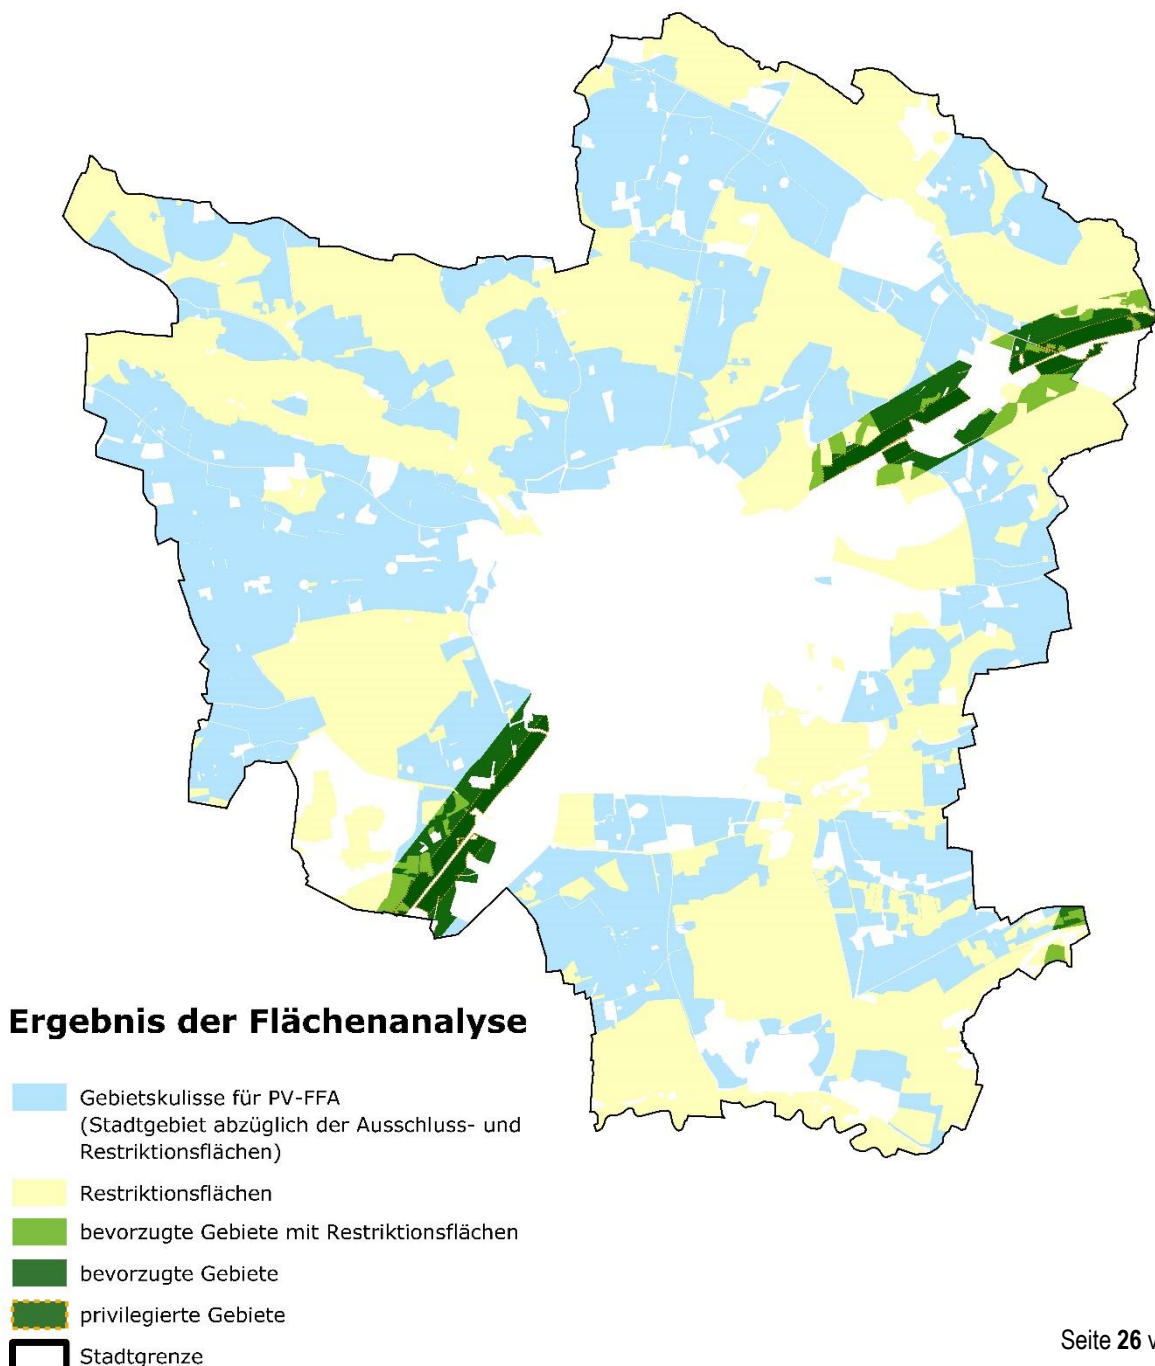 Ergebnis der Flächenanalyse
Gebietskulisse für PV-FFA
(Stadtgebiet abzüglich der Ausschluss- und
Restriktionsflächen)
Restriktionsflächen
bevorzugte Gebiete mit Restriktionsflächen
bevorzugte Gebiete
privilegierte Gebiete
Stadtgrenze
Seite 26 v